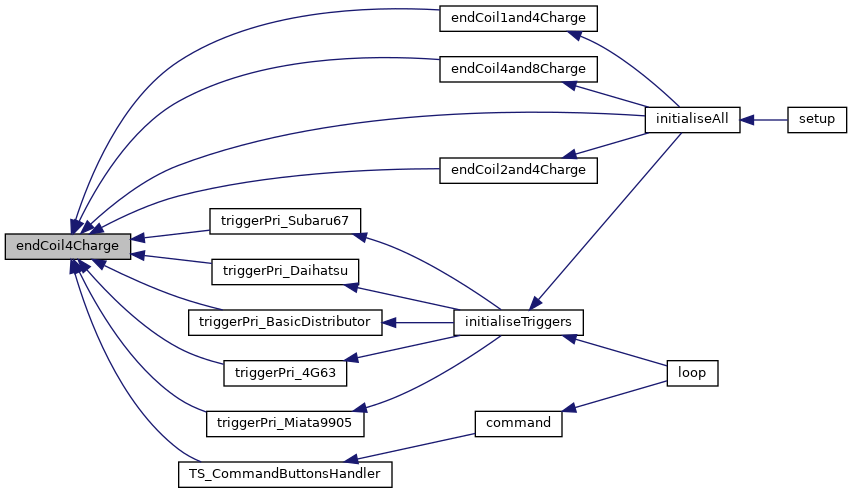 endCoil1and4Charge
endCoil4and8Charge
initialiseAll
setup
endCoil2and4Charge
triggerPri_Subaru67
endCoil4Charge
triggerPri_Daihatsu
triggerPri_BasicDistributor
initialiseTriggers
triggerPri_4G63
loop
triggerPri_Miata9905
command
TS_CommandButtonsHandler